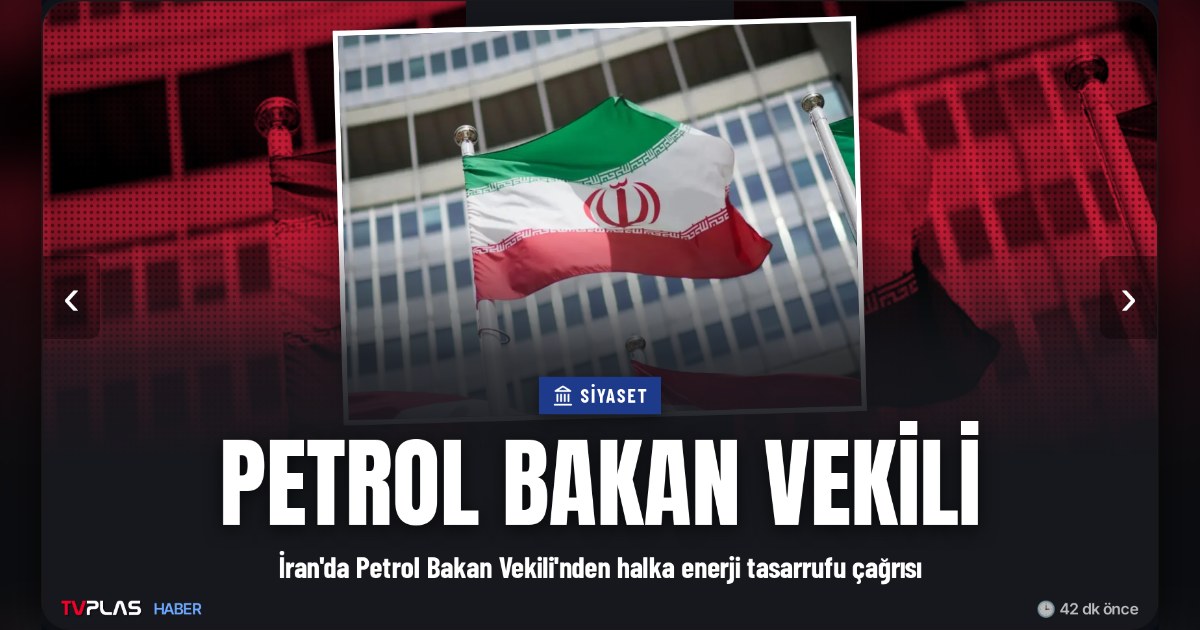 SİYASET
PETROL BAKAN VEKİLİ
İran'da Petrol Bakan Vekili'nden halka enerji tasarrufu çağrısı
TVPLAS HABER
42 dk önce